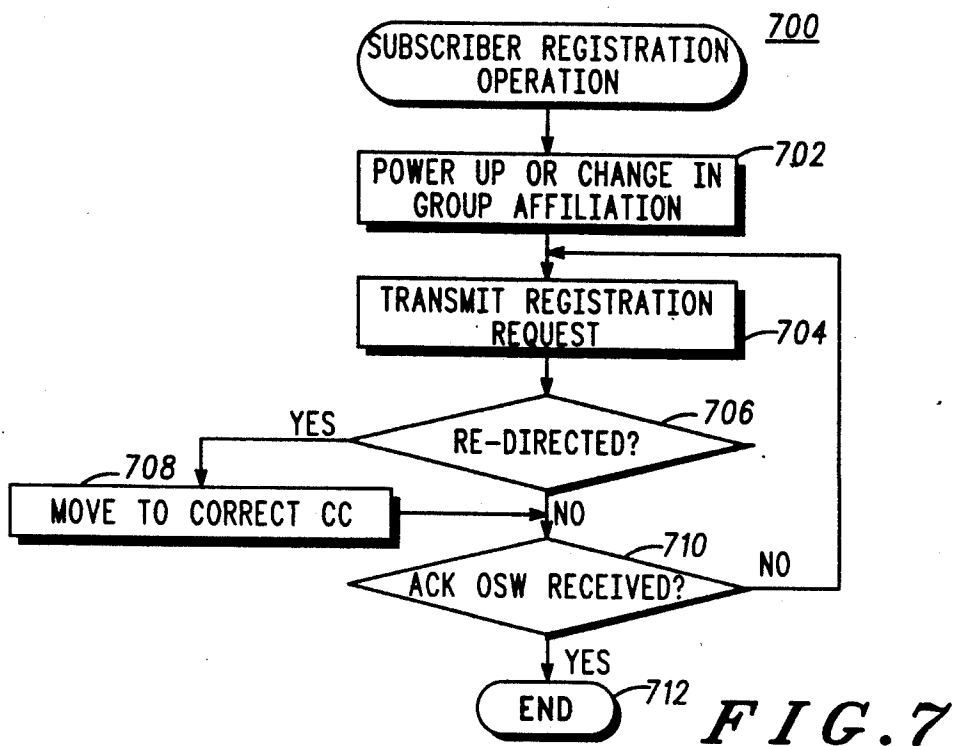 700
SUBSCRIBER REGISTRATION
OPERATION
702
POWER UP OR CHANGE IN
GROUP AFFILIATION
TRANSMIT REGISTRATION
REQUEST
704
706
YES
RE-DIRECTED?
708
MOVE TO CORRECT CC
NO
710
ACK OSW RECEIVED?
NO
YES
END
712
FIG.7